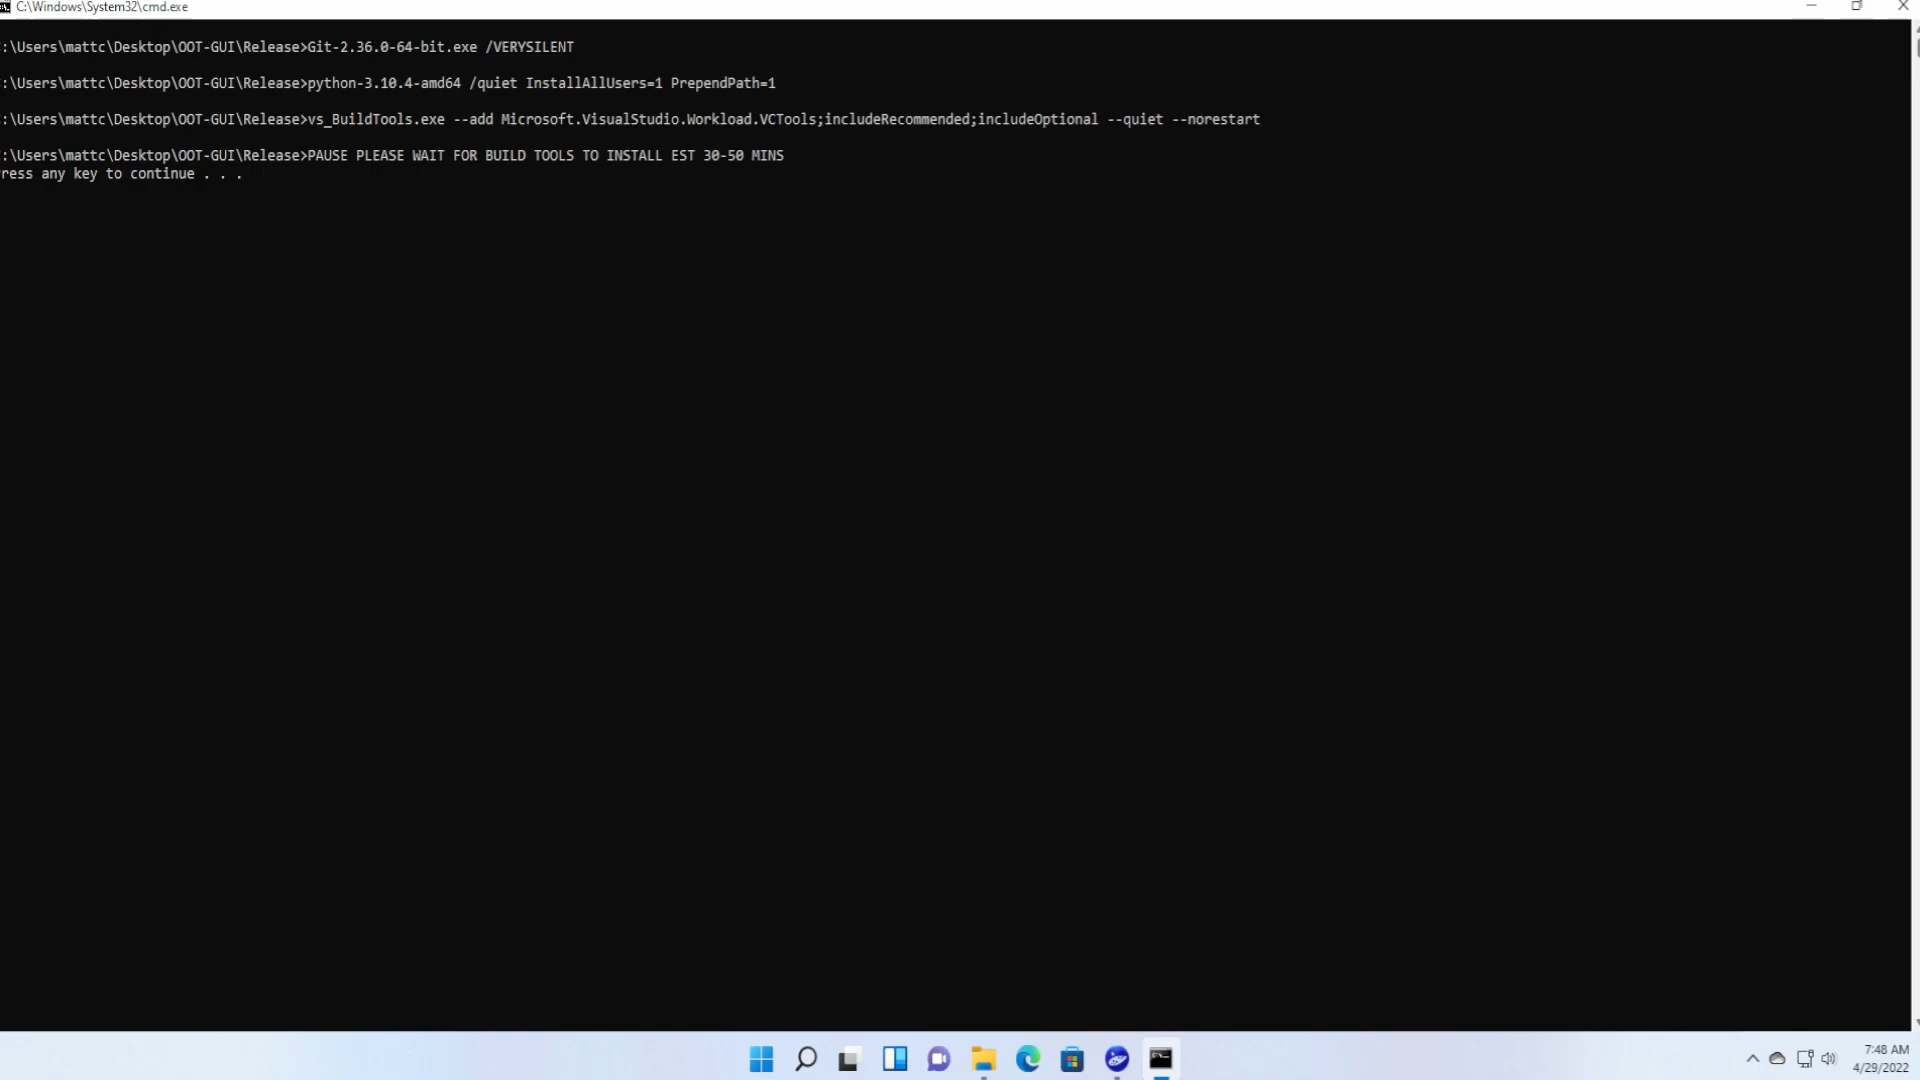 C:\Windows\System32\cmd.exe
:\Users\mattc\Desktop\OOT-GUI\Release>Git-2.36.0-64-bit.exe /VERYSILENT
:\Users\mattc\Desktop\OOT-GUI\Release>python-3.10.4-amd64 /quiet InstallAllUsers=1 PrependPath=1
:\Users\mattc\Desktop\OOT-GUI\Release>vs_BuildTools.exe --add Microsoft.VisualStudio.Workload.VCTools;includeRecommended;includeOptional --quiet --norestart
:\Users\mattc\Desktop\OOT-GUI\Release>PAUSE PLEASE WAIT FOR BUILD TOOLS TO INSTALL EST 30-50 MINS
ress any key to continue . . .
7:48 AM
4/29/2022